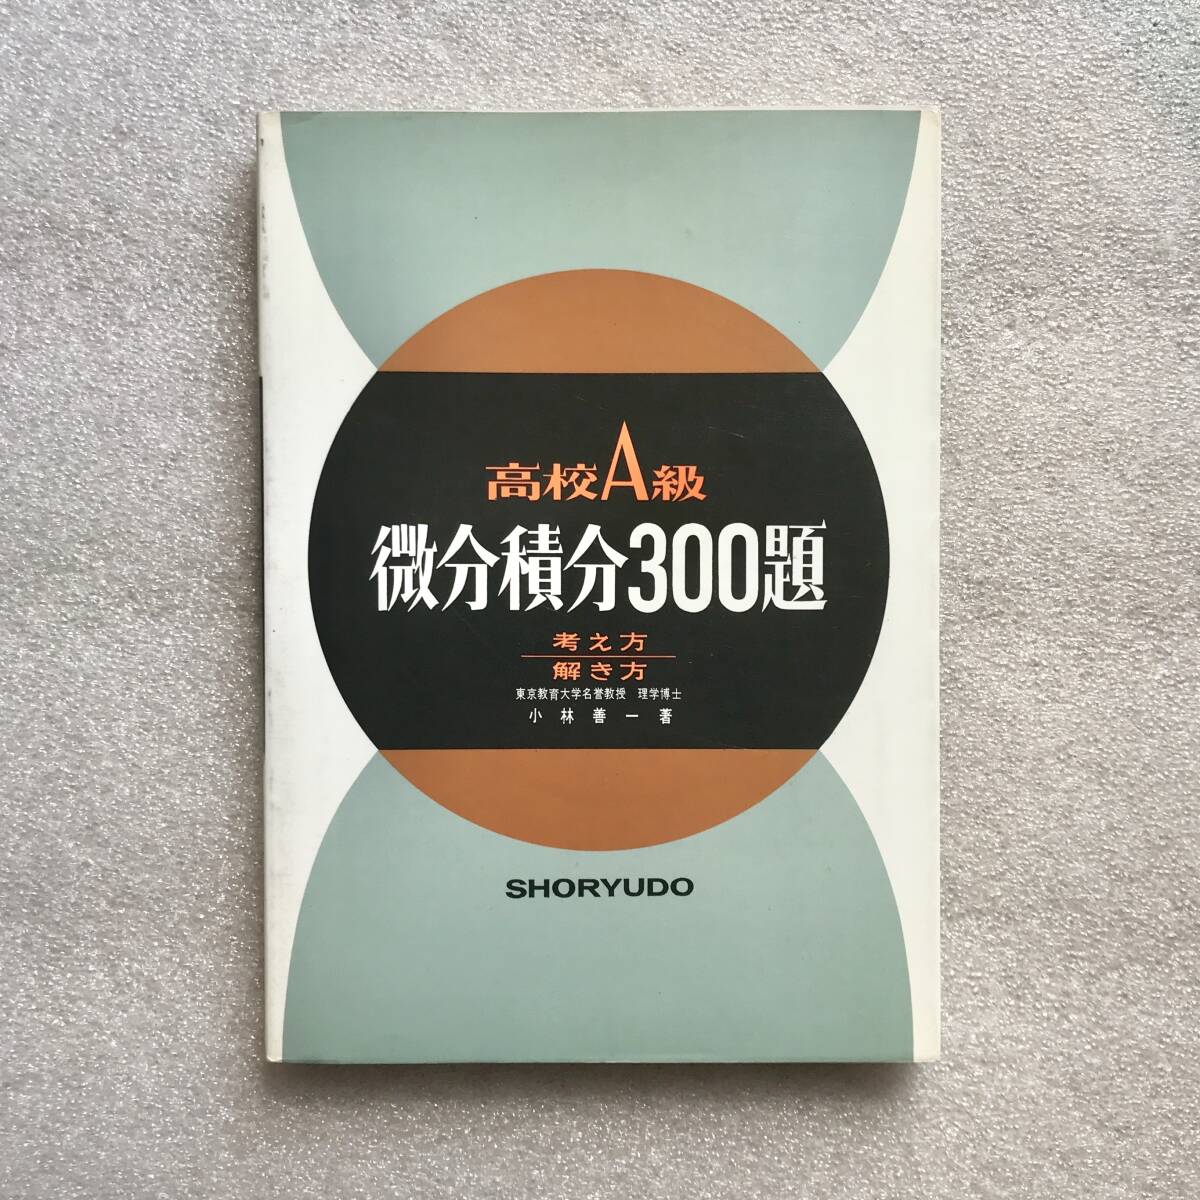 高校A級
微分積分300題
考え方
解き方
東京教育大学名誉教授 理学博士
小林善一著
SHORYUDO